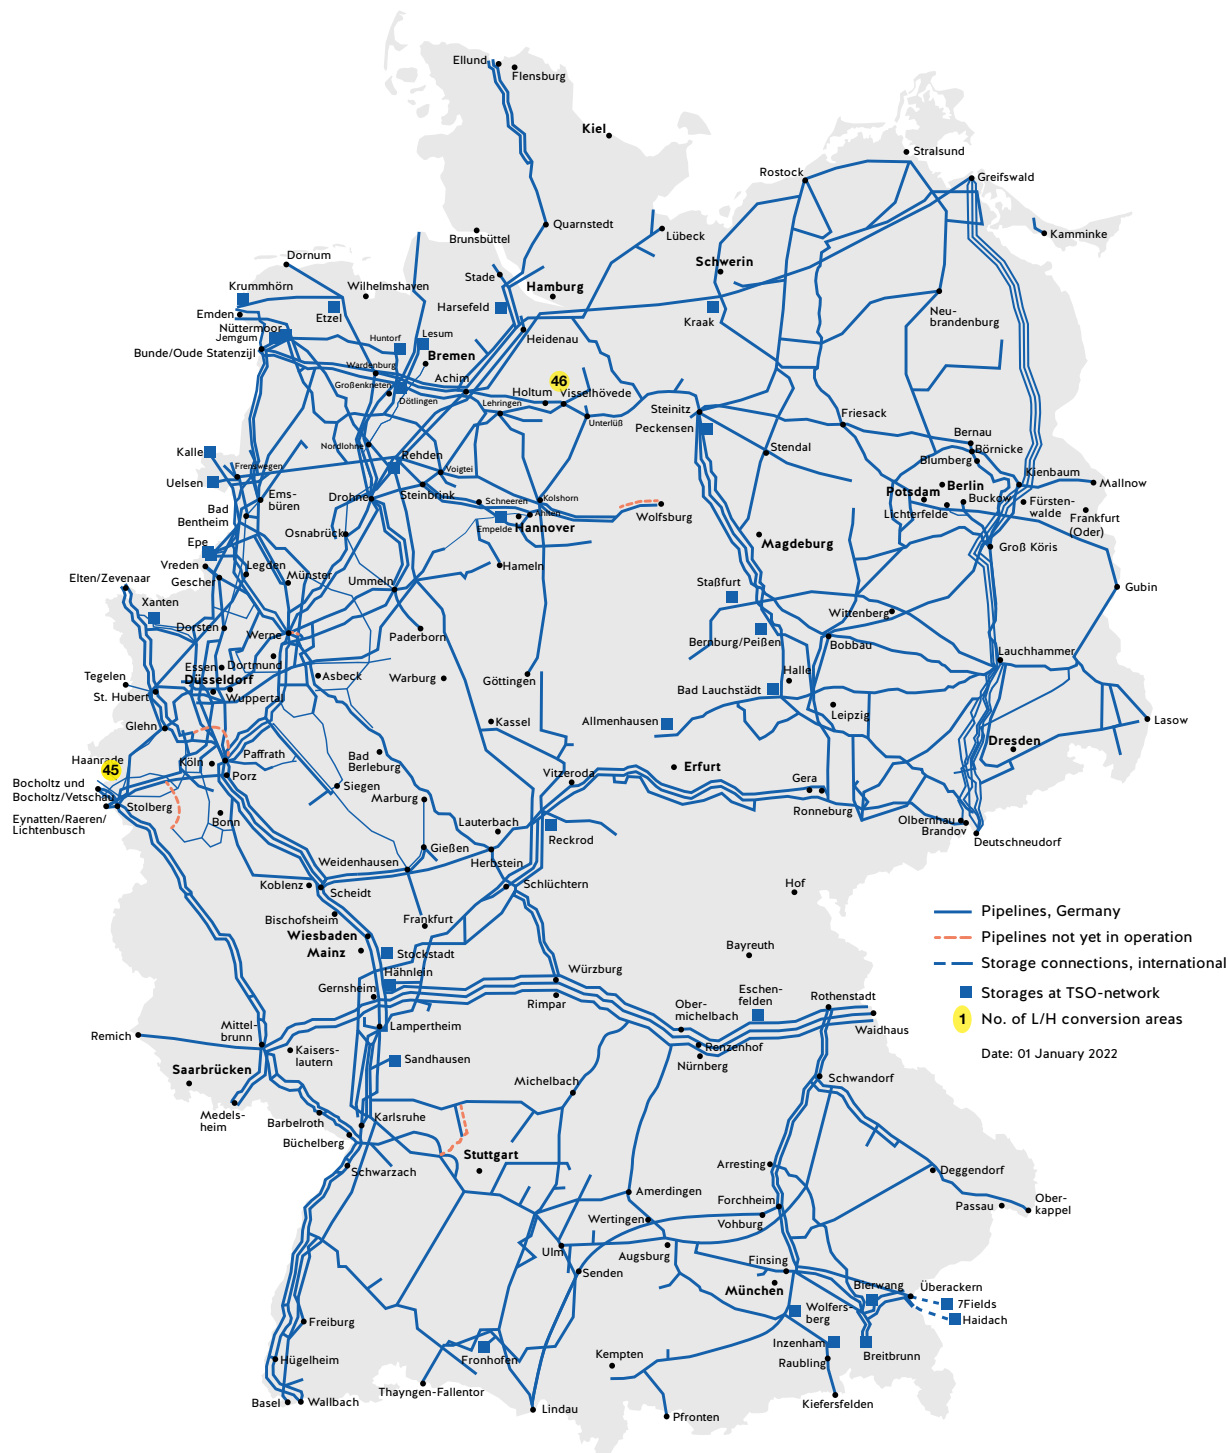 Ellund
Flensburg
Kiel
Stralsund
Rostock
Greifswald
Quarnstedt
Brunsbüttel
Lübeck
Kamminke
Dornum
Schwerin
Stade
Krummhörn
Wilhelmshaven
Hamburg
Emden
Etzel
Harsefeld
Kraak
Neu-
brandenburg
Nüttermoor
Jemgum
Huntorf
Lesum
Heidenau
Bunde/Oude Statenzijl
Bremen
Wardenburg
Achim
46
Großenkneten
Dötlingen
Holtum
Visselhövede
Lehringen
Unterlüß
Steinitz
Peckensen
Friesack
Bernau
Börnicke
Blumberg
Nordlohne
Kalle
Rehden
Stendal
Frenswegen
Voigtei
Kienbaum
Uelsen
Mallnow
Berlin
Potsdam
Buckow
Lichterfelde
Fürsten-
walde
Frankfurt
(Oder)
Ems-
büren
Drohne
Steinbrink
Schneeren
Kolshorn
Wolfsburg
Bad
Bentheim
Empelde
Ahlten
Hannover
Osnabrück
Magdeburg
Groß Köris
Epe
Vreden
Legden
Hameln
Elten/Zevenaar
Gescher
Münster
Ummeln
Staßfurt
Gubin
Xanten
Wittenberg
Dorsten
Werne
Paderborn
Bernburg/Peißen
Bobbau
Lauchhammer
Essen
Dortmund
Tegelen
Düsseldorf
Asbeck
Warburg
Göttingen
Halle
St. Hubert
Wuppertal
Bad Lauchstädt
Leipzig
Lasow
Glehn
Kassel
Allmenhausen
Dresden
Haanrade
45
Köln
Paffrath
Bad
Berleburg
Erfurt
Gera
Bocholtz und
Bocholtz/Vetschau
Porz
Siegen
Vitzeroda
Stolberg
Marburg
Ronneburg
Eynatten/Raeren/
Lichtenbusch
Bonn
Lauterbach
Reckrod
Olbernhau
Brandov
Deutschneudorf
Gießen
Weidenhausen
Herbstein
Koblenz
Scheidt
Schlüchtern
Hof
Bischofsheim
Frankfurt
Wiesbaden
Mainz
Stockstadt
Bayreuth
Hähnlein
Würzburg
Gernsheim
Rimpar
Eschen-
felden
Rothenstadt
Ober-
michelbach
Waidhaus
Remich
Mittel-
brunn
Lampertheim
Kaisers-
lautern
Sandhausen
Renzenhof
Nürnberg
Saarbrücken
Michelbach
Schwandorf
Medels-
heim
Barbelroth
Karlsruhe
Büchelberg
Stuttgart
Schwarzach
Arresting
Deggendorf
Amerdingen
Forchheim
Passau
Ober-
kappel
Wertingen
Vohburg
Ulm
Augsburg
Finsing
Senden
München
Bierwang
Überackern
7Fields
Haidach
Wolfers-
berg
Freiburg
Inzenham
Breitbrunn
Hügelheim
Fronhofen
Kempten
Raubling
Thayngen-Fallentor
Basel
Wallbach
Lindau
Pfronten
Kiefersfelden
Pipelines, Germany
Pipelines not yet in operation
Storage connections, international
Storages at TSO-network
1 No. of L/H conversion areas
Date: 01 January 2022